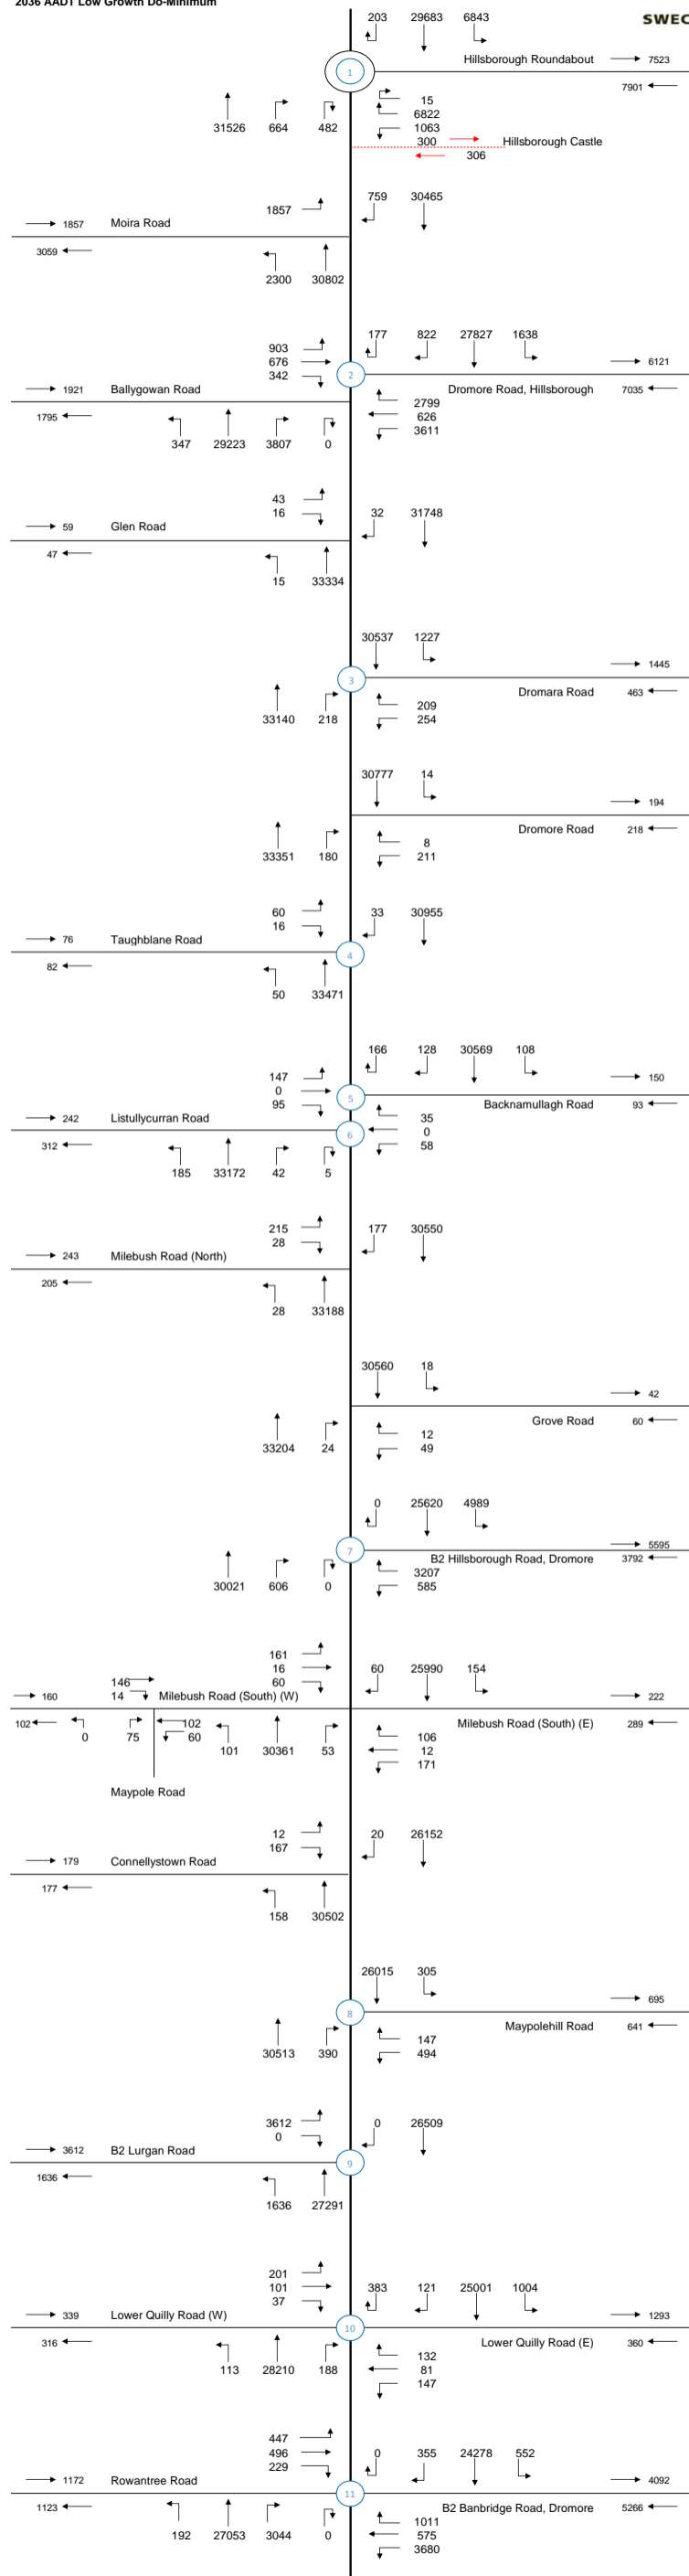 2036 AADT Low Growth Do-Minimum
SWEC
203 29683 6843
Hillsborough Roundabout 7523
1
7901
15
6822
31526 664 482
1063
300 Hillsborough Castle
306
1857
759 30465
1857 Moira Road
3059
2300 30802
177 822 27827 1638
903
676
342
6121
2
1921 Ballygowan Road
Dromore Road, Hillsborough 7035
1795
2799
626
3611
347 29223 3807 0
43
16
32 31748
59 Glen Road
47
15 33334
30537 1227
1445
3
Dromara Road 463
33140 218
209
254
30777 14
194
Dromore Road 218
33351 180
8
211
60
16
33 30955
76 Taughblane Road
4
82
50 33471
166 128 30569 108
147
0
95
150
5
Backnamullagh Road 93
242 Listullycurran Road
35
0
58
6
312
185 33172 42 5
215
28
177 30550
243 Milebush Road (North)
205
28 33188
30560 18
42
Grove Road 60
33204 24
12
49
0 25620 4989
7
5595
B2 Hillsborough Road, Dromore 3792
30021 606 0
3207
585
161
16
60
60 25990 154
146
14
160 Milebush Road (South) (W)
222
102
0 75
102
60
101 30361 53
Milebush Road (South) (E) 289
106
12
171
Maypole Road
12
167
20 26152
179 Connellystown Road
177
158 30502
26015 305
695
8
Maypolehill Road 641
30513 390
147
494
3612
0
0 26509
3612 B2 Lurgan Road
9
1636
1636 27291
201
101
37
383 121 25001 1004
339 Lower Quilly Road (W)
1293
10
316
Lower Quilly Road (E) 360
113 28210 188
132
81
147
447
496
229
0 355 24278 552
1172 Rowantree Road
4092
11
1123
B2 Banbridge Road, Dromore 5266
192 27053 3044 0
1011
575
3680